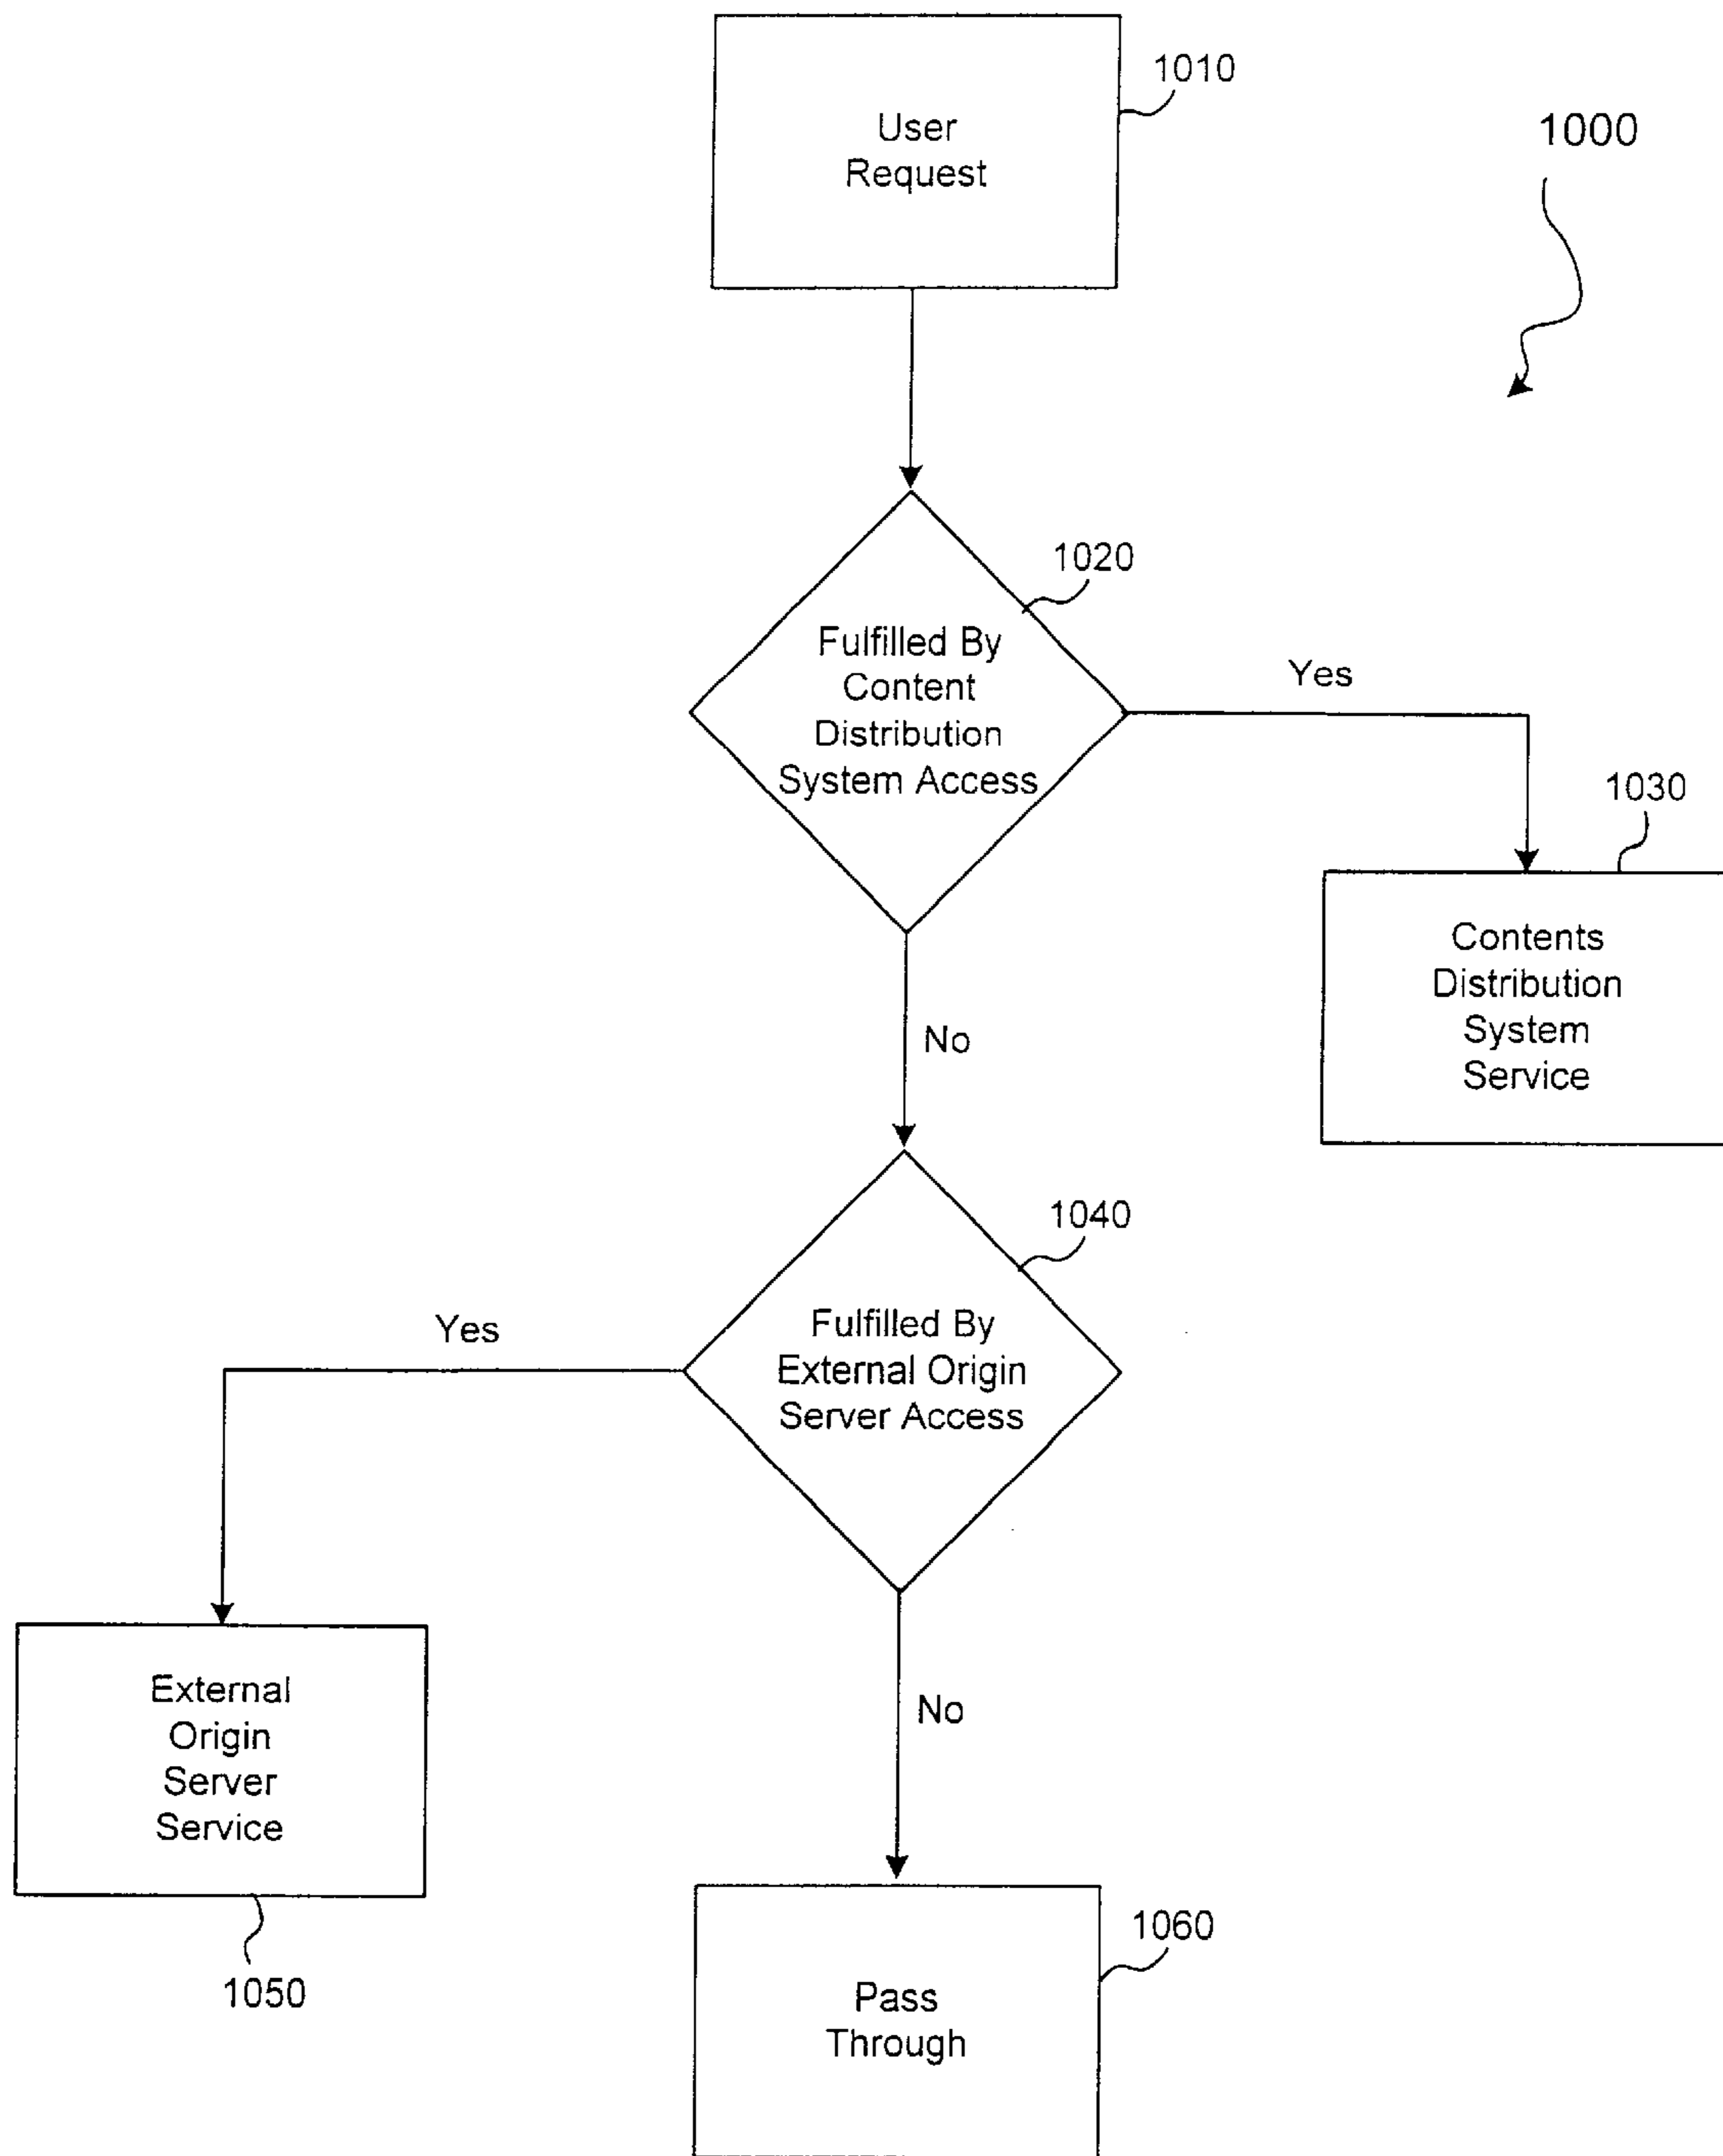 1010
User
Request
1000
1020
Fulfilled By
Content
Distribution
System Access
Yes
1030
Contents
Distribution
System
Service
No
1040
Fulfilled By
External Origin
Server Access
Yes
External
Origin
Server
Service
1050
No
1060
Pass
Through